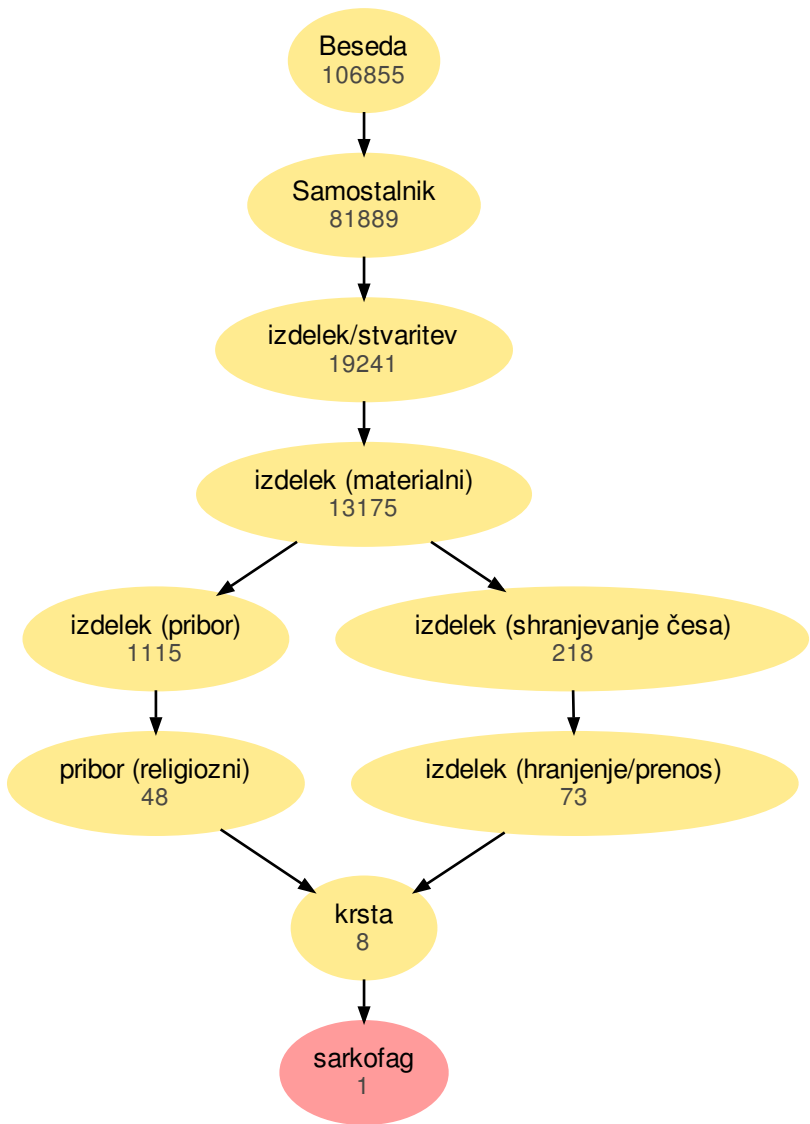 Beseda
106855
Samostalnik
81889
izdelek/stvaritev
19241
izdelek (materialni)
13175
izdelek (pribor)
1115
izdelek (shranjevanje česa)
218
pribor (religiozni)
48
izdelek (hranjenje/prenos)
73
krsta
8
sarkofag
1